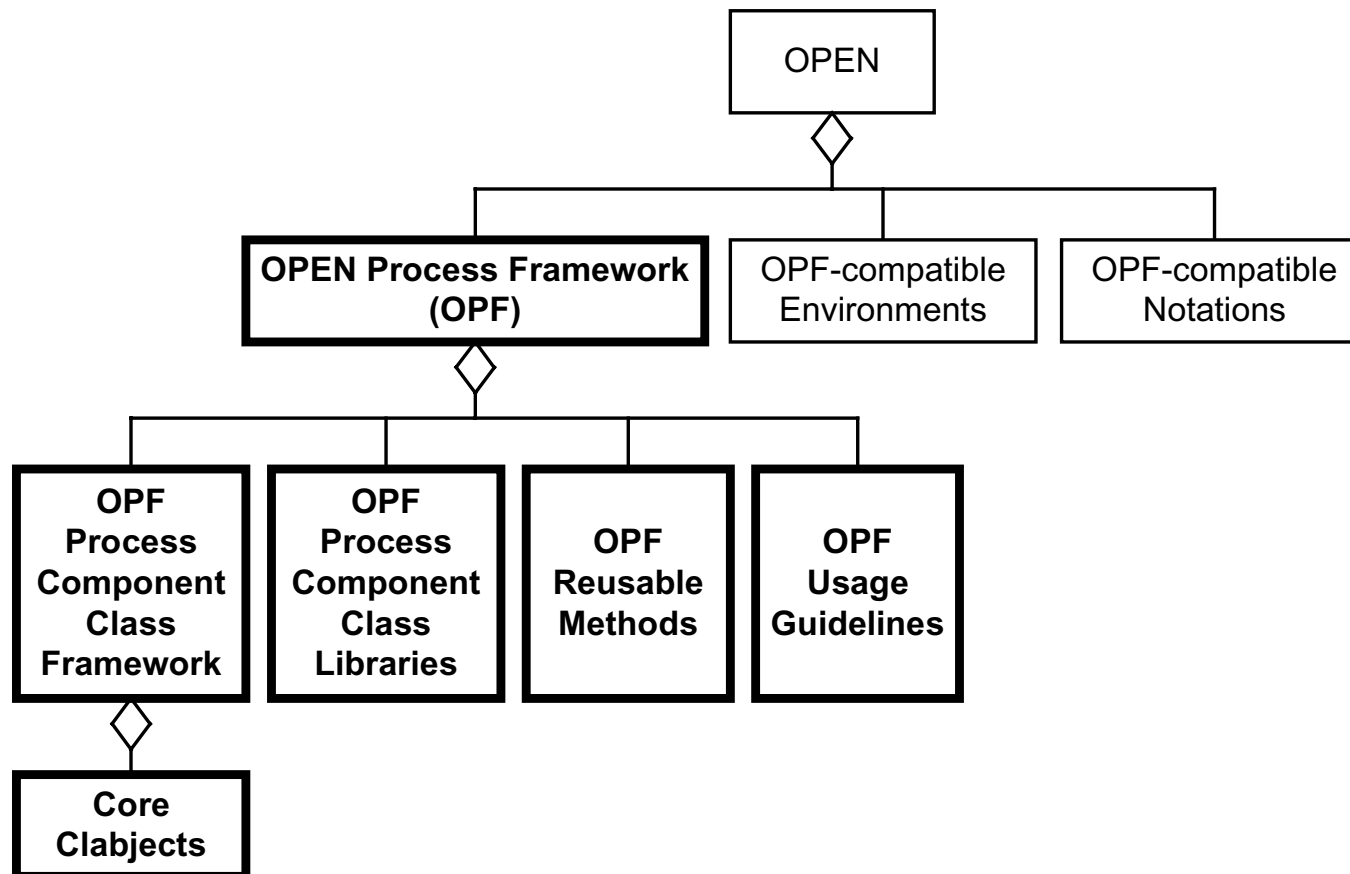 OPEN
OPEN Process Framework
(OPF)
OPF-compatible
Environments
OPF-compatible
Notations
OPF
Process
Component
Class
Framework
OPF
Process
Component
Class
Libraries
OPF
Reusable
Methods
OPF
Usage
Guidelines
Core
Clabjects